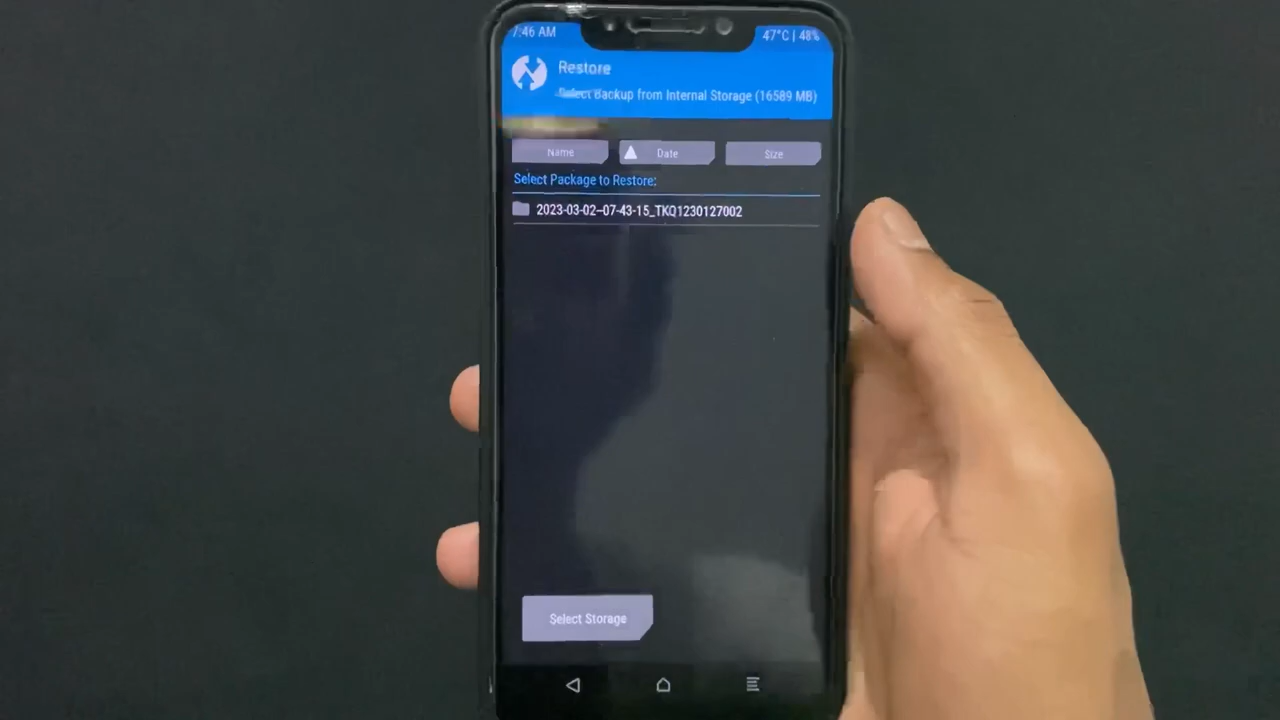 7:46 AM
47°C | 48%
Restore
Select Backup from Internal Storage (16589 MB)
Name
Date
Size
Select Package to Restore:
2023-03-02--07-43-15_TKQ1230127002
Select Storage